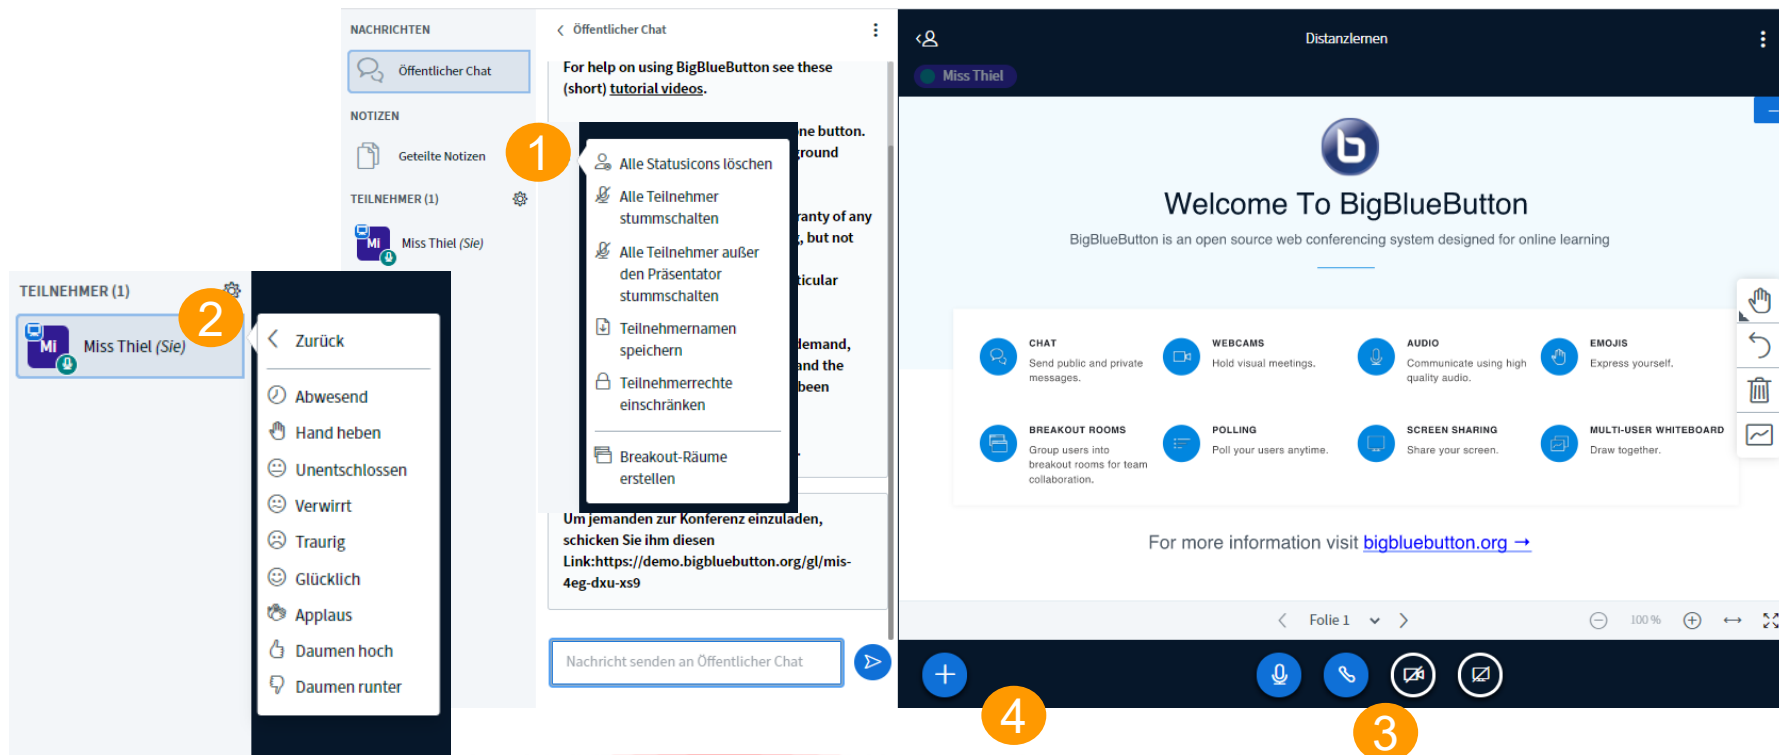 NACHRICHTEN
Öffentlicher Chat
NOTIZEN
Geteilte Notizen
TEILNEHMER (1)
Mi
Miss Thiel (Sie)
Öffentlicher Chat
For help on using BigBlueButton see these
(short) tutorial videos.
one button.
ground
ranty of any
, but not
ticular
demand,
and the
been
.
1
Alle Statusicons löschen
Alle Teilnehmer
stummschalten
Alle Teilnehmer außer
den Präsentator
stummschalten
Teilnehmernamen
speichern
Teilnehmerrechte
einschränken
Breakout-Räume
erstellen
Um jemanden zur Konferenz einzuladen,
schicken Sie ihm diesen
Link:https://demo.bigbluebutton.org/gl/mis-
4eg-dxu-xs9
Nachricht senden an Öffentlicher Chat
TEILNEHMER (1)
2
Mi
Miss Thiel (Sie)
Zurück
Abwesend
Hand heben
Unentschlossen
Verwirrt
Traurig
Glücklich
Applaus
Daumen hoch
Daumen runter
Distanzlernen
Miss Thiel
b
Welcome To BigBlueButton
BigBlueButton is an open source web conferencing system designed for online learning
CHAT
Send public and private
messages.
WEBCAMS
Hold visual meetings.
AUDIO
Communicate using high
quality audio.
EMOJIS
Express yourself.
BREAKOUT ROOMS
Group users into
breakout rooms for team
collaboration.
POLLING
Poll your users anytime.
SCREEN SHARING
Share your screen.
MULTI-USER WHITEBOARD
Draw together.
For more information visit bigbluebutton.org →
Folie 1
100 %
4
3